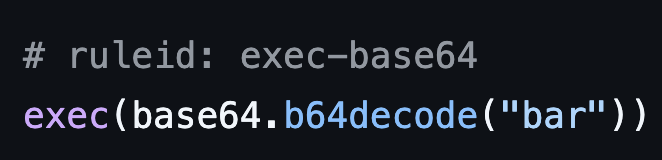 # ruleid: exec-base64
exec(base64.b64decode("bar"))